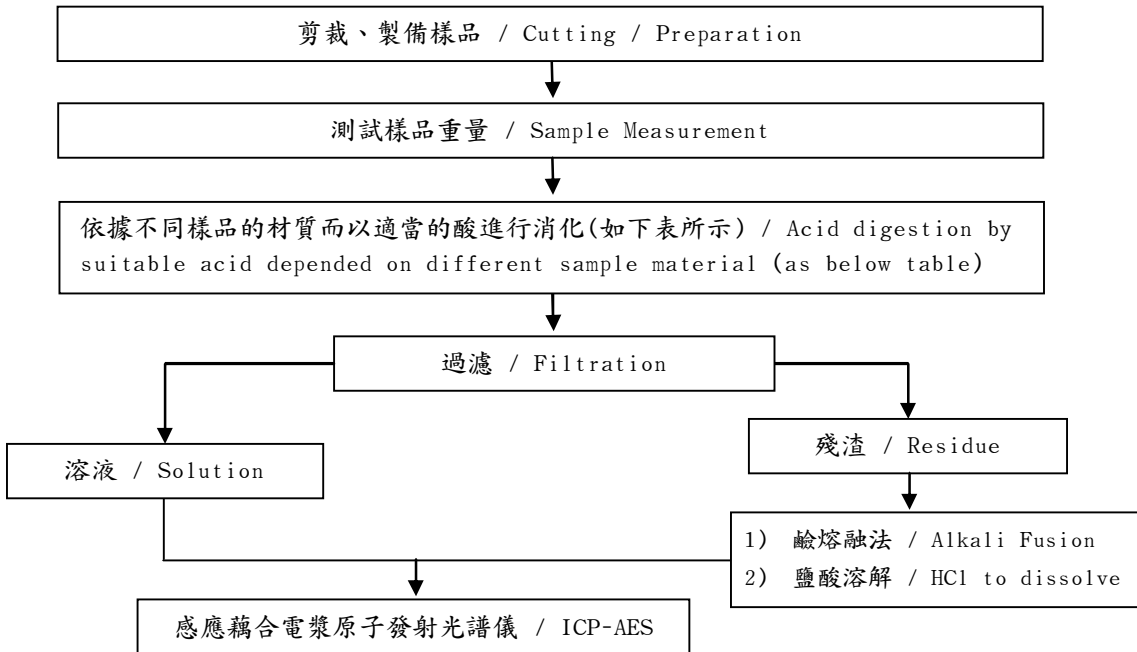 剪裁、製備樣品 / Cutting / Preparation
測試樣品重量 / Sample Measurement
依據不同樣品的材質而以適當的酸進行消化(如下表所示) / Acid digestion by
suitable acid depended on different sample material (as below table)
過濾 / Filtration
溶液 / Solution
殘渣 / Residue
1) 鹼熔融法 / Alkali Fusion
2) 鹽酸溶解 / HCl to dissolve
感應藕合電漿原子發射光譜儀 / ICP-AES